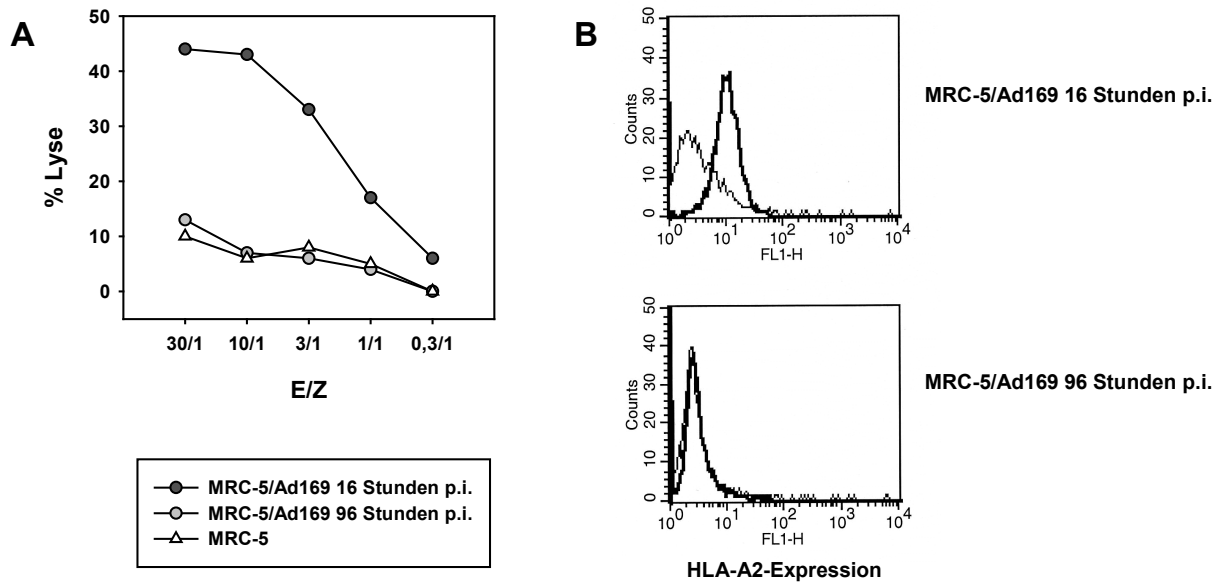 A
50
40
30
20
10
0
% Lyse
30/1 10/1 3/1 1/1 0,3/1
E/Z
MRC-5/Ad169 16 Stunden p.i.
MRC-5/Ad169 96 Stunden p.i.
MRC-5
B
50
40
30
20
10
0
Counts
10^0 10^1 10^2 10^3 10^4
FL1-H
MRC-5/Ad169 16 Stunden p.i.
50
40
30
20
10
0
Counts
10^0 10^1 10^2 10^3 10^4
FL1-H
MRC-5/Ad169 96 Stunden p.i.
HLA-A2-Expression